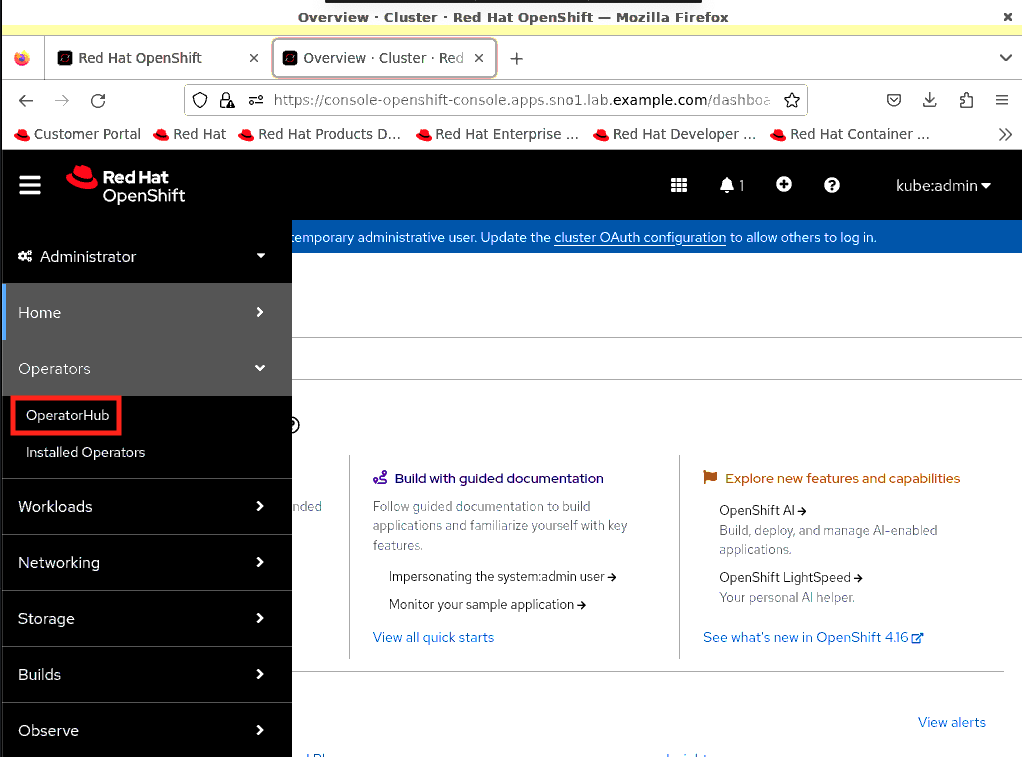 Overview · Cluster · Red Hat OpenShift — Mozilla Firefox
Red Hat OpenShift
Overview · Cluster · Red
https://console-openshift-console.apps.sno1.lab.example.com/dashboa
Customer Portal
Red Hat
Red Hat Products D...
Red Hat Enterprise ...
Red Hat Developer ...
Red Hat Container ...
Red Hat
OpenShift
1
kube:admin
temporary administrative user. Update the cluster OAuth configuration to allow others to log in.
Administrator
Home
Operators
OperatorHub
Installed Operators
Workloads
Networking
Storage
Builds
Observe
nded
Build with guided documentation
Follow guided documentation to build
applications and familiarize yourself with key
features.
Impersonating the system:admin user
Monitor your sample application
View all quick starts
Explore new features and capabilities
OpenShift AI
Build, deploy, and manage AI-enabled
applications.
OpenShift LightSpeed
Your personal AI helper.
See what's new in OpenShift 4.16
View alerts